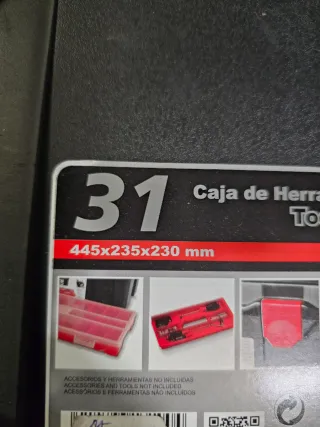 31
Caja de Herra
To
445x235x230 mm
ACCESORIOS Y HERRAMIENTAS NO INCLUIDAS
ACCESSORIES AND TOOLS NOT INCLUDED
ACESSÓRIOS E FERRAMENTAS NÃO INCLUÍDOS